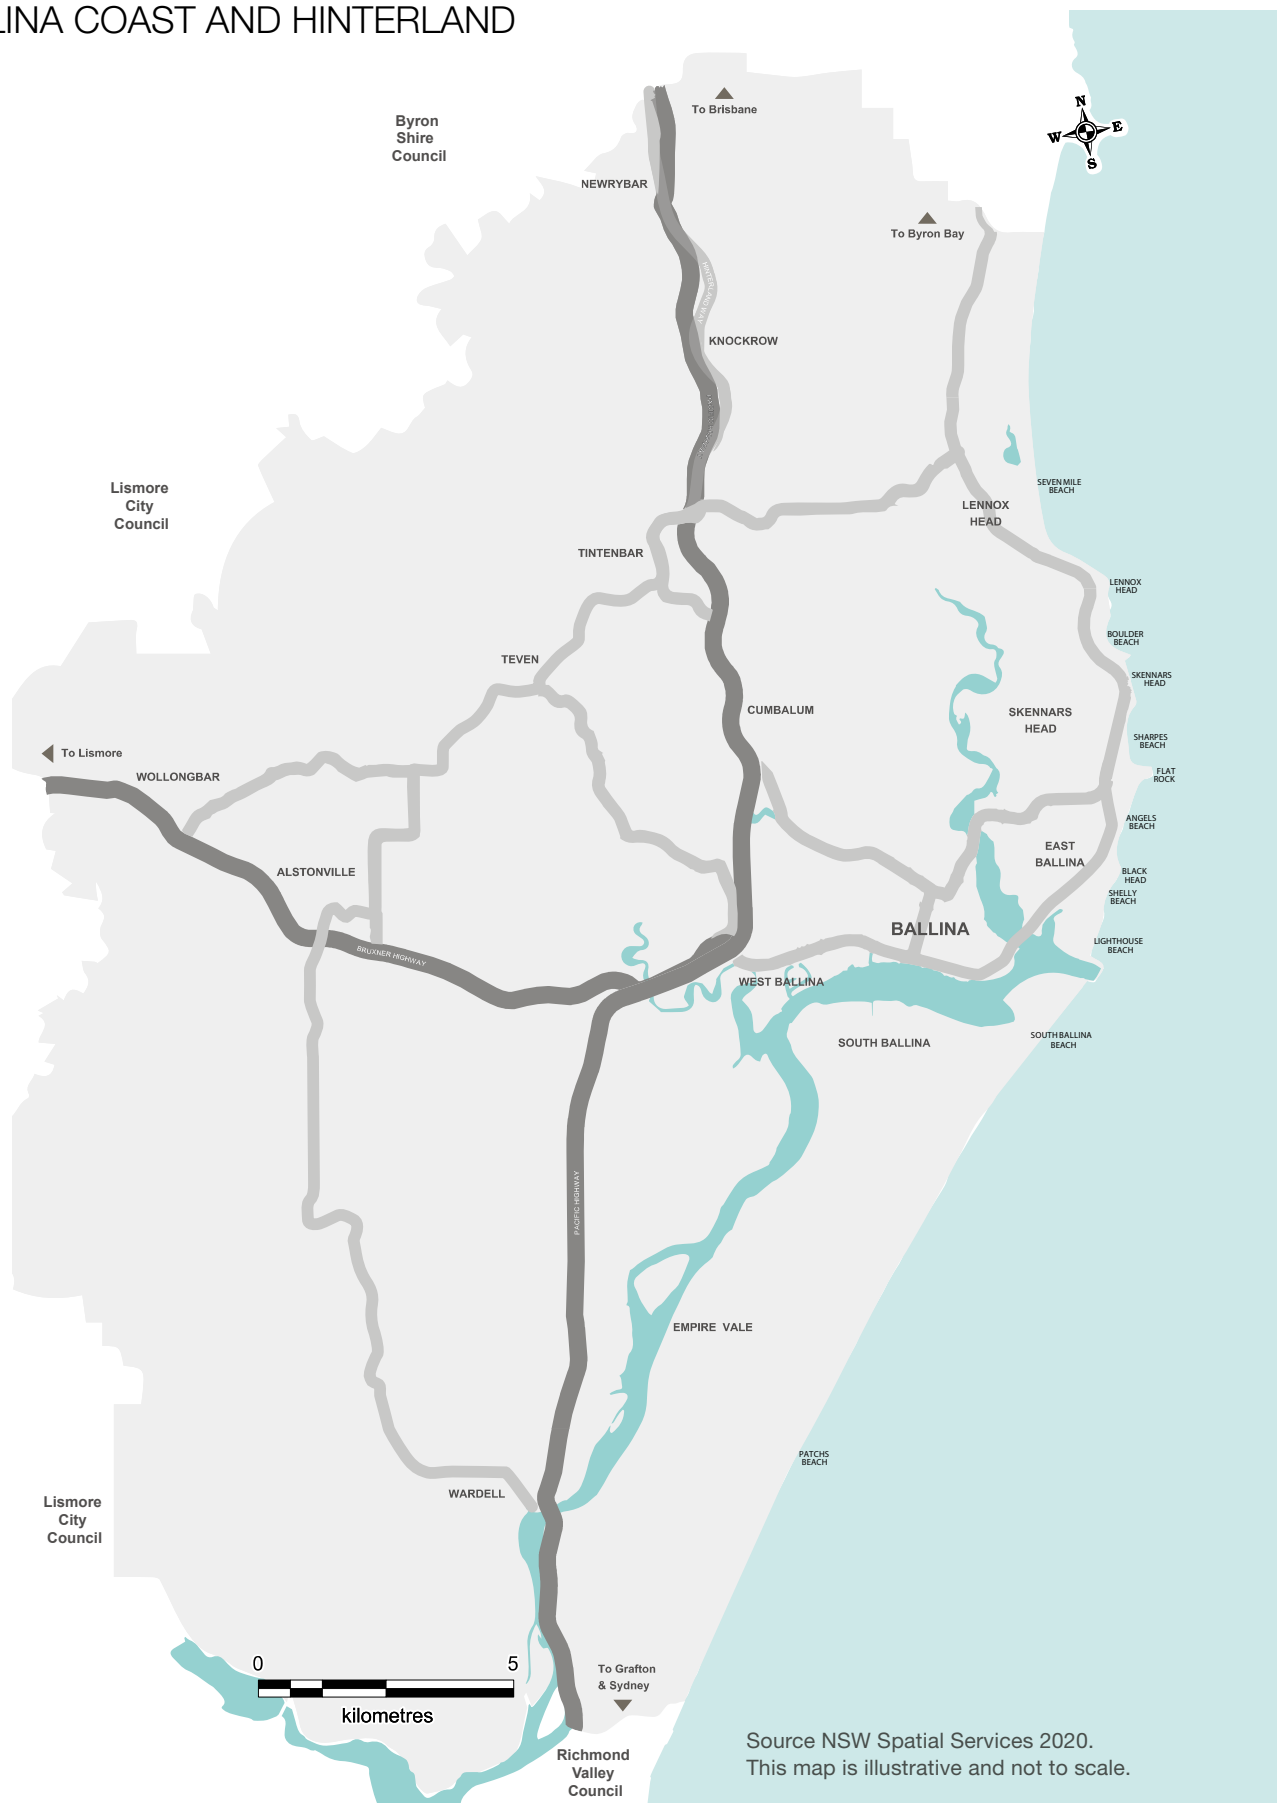 LINA COAST AND HINTERLAND
Byron
Shire
Council
To Brisbane
N
W
E
S
NEWRYBAR
To Byron Bay
HINTERLAND WAY
KNOCKROW
Lismore
City
Council
SEVEN MILE
BEACH
LENNOX
HEAD
TINTENBAR
LENNOX
HEAD
BOULDER
BEACH
TEVEN
SKENNARS
HEAD
CUMBALUM
SKENNARS
HEAD
SHARPES
BEACH
To Lismore
WOLLONGBAR
FLAT
ROCK
ANGELS
BEACH
EAST
BALLINA
ALSTONVILLE
BLACK
HEAD
SHELLY
BEACH
BALLINA
LIGHTHOUSE
BEACH
BRUXNER HIGHWAY
WEST BALLINA
SOUTH BALLINA
SOUTH BALLINA
BEACH
PACIFIC HIGHWAY
EMPIRE VALE
PATCHS
BEACH
WARDELL
Lismore
City
Council
0
5
kilometres
To Grafton
& Sydney
Richmond
Valley
Council
Source NSW Spatial Services 2020.
This map is illustrative and not to scale.